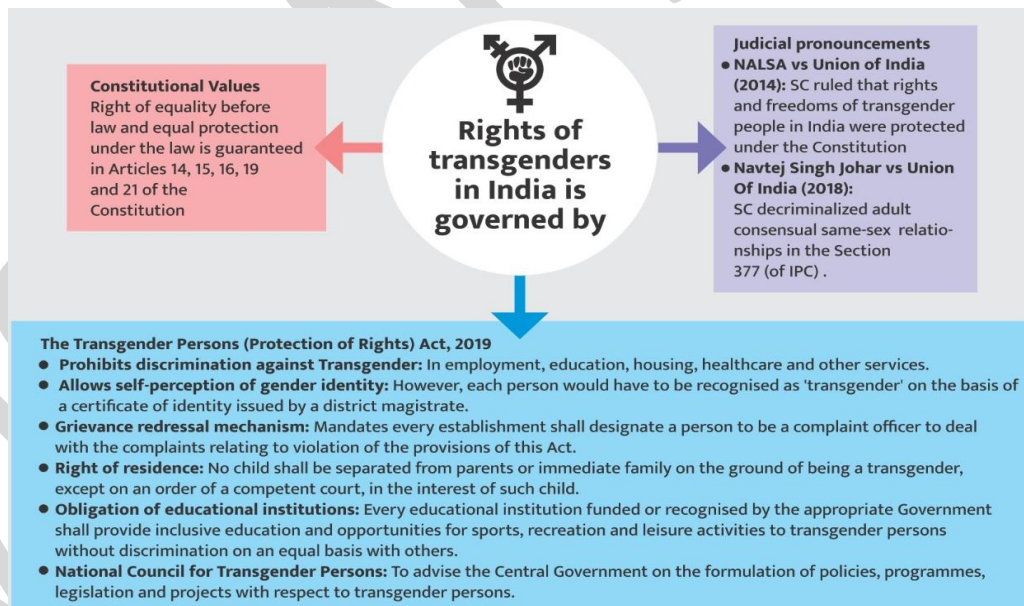 Rights of
transgenders
in India is
governed by
Constitutional Values
Right of equality before
law and equal protection
under the law is guaranteed
in Articles 14, 15, 16, 19
and 21 of the
Constitution
Judicial pronouncements
● NALSA vs Union of India
(2014): SC ruled that rights
and freedoms of transgender
people in India were protected
under the Constitution
● Navtej Singh Johar vs Union
Of India (2018):
SC decriminalized adult
consensual same-sex relatio-
nships in the Section
377 (of IPC) .
The Transgender Persons (Protection of Rights) Act, 2019
● Prohibits discrimination against Transgender: In employment, education, housing, healthcare and other services.
● Allows self-perception of gender identity: However, each person would have to be recognised as 'transgender' on the basis of
a certificate of identity issued by a district magistrate.
● Grievance redressal mechanism: Mandates every establishment shall designate a person to be a complaint officer to deal
with the complaints relating to violation of the provisions of this Act.
● Right of residence: No child shall be separated from parents or immediate family on the ground of being a transgender,
except on an order of a competent court, in the interest of such child.
● Obligation of educational institutions: Every educational institution funded or recognised by the appropriate Government
shall provide inclusive education and opportunities for sports, recreation and leisure activities to transgender persons
without discrimination on an equal basis with others.
● National Council for Transgender Persons: To advise the Central Government on the formulation of policies, programmes,
legislation and projects with respect to transgender persons.